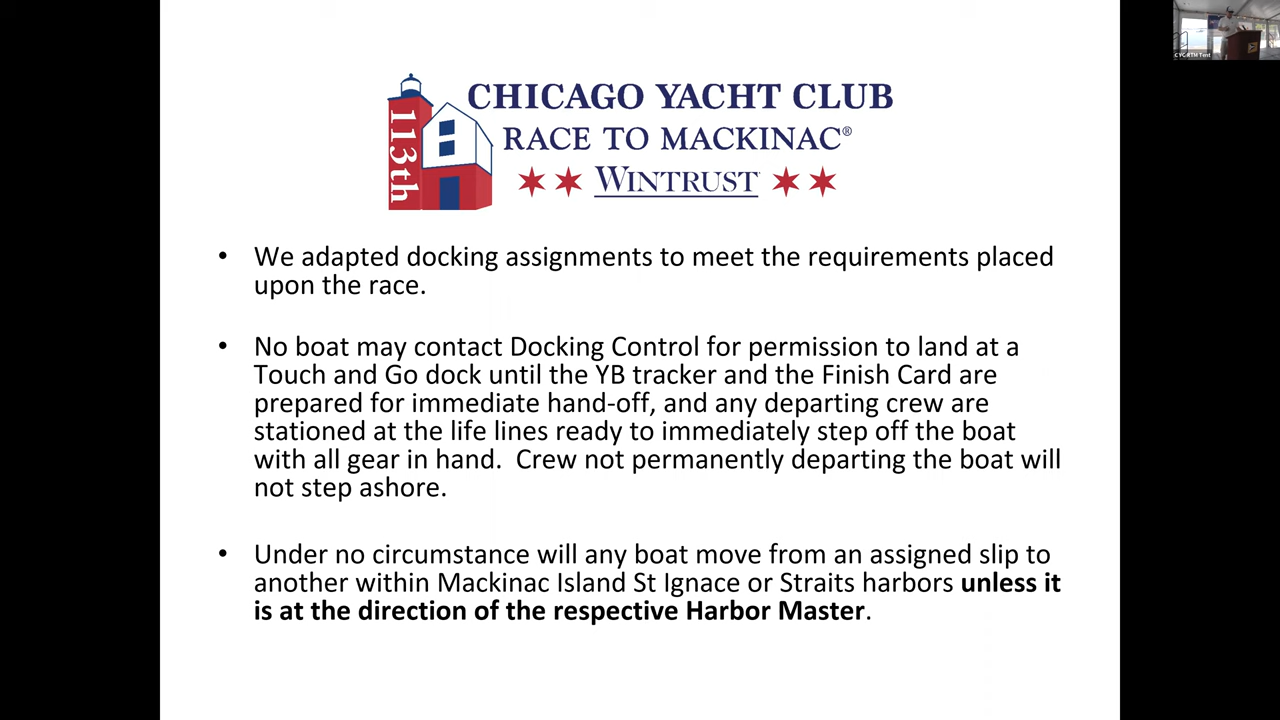 113th
CHICAGO YACHT CLUB
RACE TO MACKINAC®
WINTRUST
• We adapted docking assignments to meet the requirements placed
upon the race.
• No boat may contact Docking Control for permission to land at a
Touch and Go dock until the YB tracker and the Finish Card are
prepared for immediate hand-off, and any departing crew are
stationed at the life lines ready to immediately step off the boat
with all gear in hand.  Crew not permanently departing the boat will
not step ashore.
• Under no circumstance will any boat move from an assigned slip to
another within Mackinac Island St Ignace or Straits harbors unless it
is at the direction of the respective Harbor Master.
CYC RTM Tent